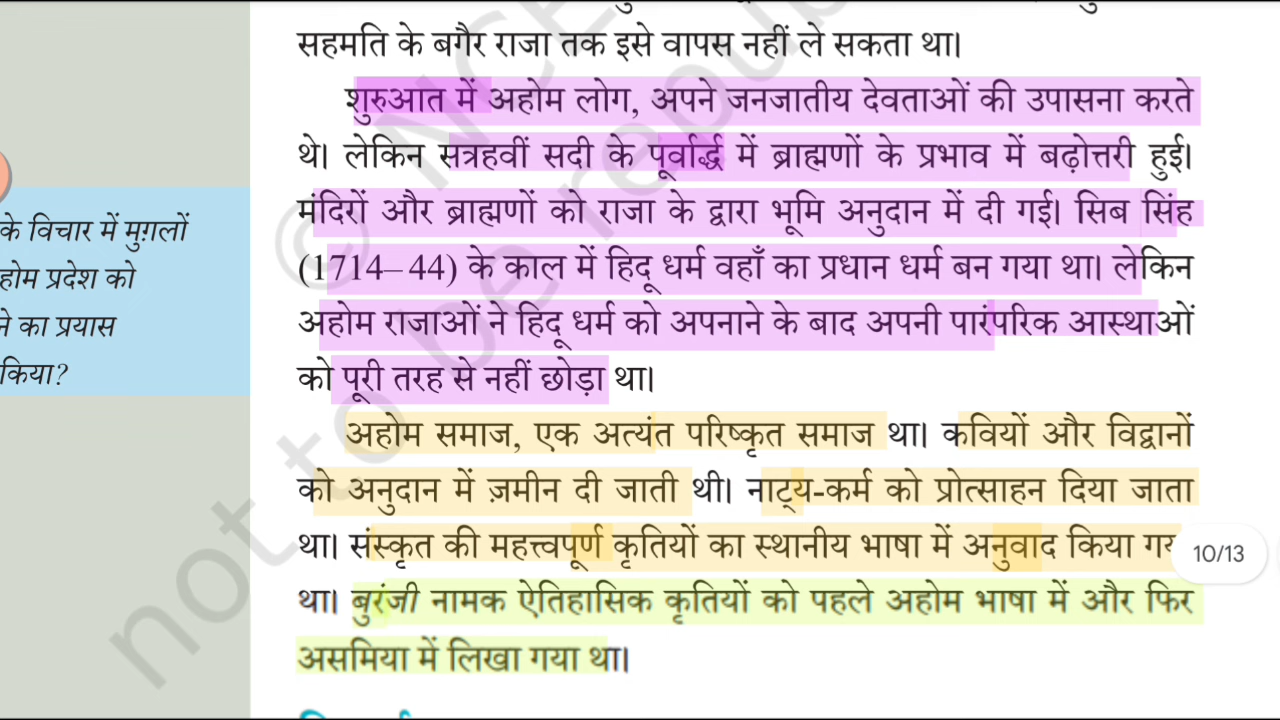 सहमति के बगैर राजा तक इसे वापस नहीं ले सकता था।
शुरुआत में अहोम लोग, अपने जनजातीय देवताओं की उपासना करते
थे। लेकिन सत्रहवीं सदी के पूर्वार्द्ध में ब्राह्मणों के प्रभाव में बढ़ोत्तरी हुई।
मंदिरों और ब्राह्मणों को राजा के द्वारा भूमि अनुदान में दी गई। सिब सिंह
(1714–44) के काल में हिंदू धर्म वहाँ का प्रधान धर्म बन गया था। लेकिन
अहोम राजाओं ने हिंदू धर्म को अपनाने के बाद अपनी पारंपरिक आस्थाओं
को पूरी तरह से नहीं छोड़ा था।
अहोम समाज, एक अत्यंत परिष्कृत समाज था। कवियों और विद्वानों
को अनुदान में ज़मीन दी जाती थी। नाट्य-कर्म को प्रोत्साहन दिया जाता
था। संस्कृत की महत्त्वपूर्ण कृतियों का स्थानीय भाषा में अनुवाद किया
था। बुरंजी नामक ऐतिहासिक कृतियों को पहले अहोम भाषा में और फिर
असमिया में लिखा गया था।
के विचार में मुग़लों
होम प्रदेश को
ने का प्रयास
किया?
10/13
not to be